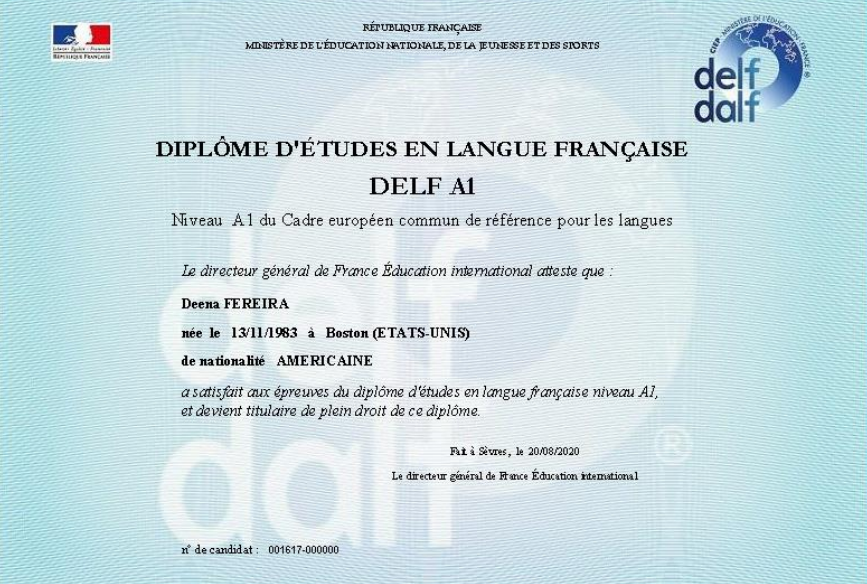 RÉPUBLIQUE FRANÇAISE
MINISTÈRE DE L'ÉDUCATION NATIONALE, DE LA JEUNESSE ET DES SPORTS
Liberté • Égalité • Fraternité
RÉPUBLIQUE FRANÇAISE
CIEP MINISTÈRE DE L'ÉDUCATION FRANCE ®
delf
dalf
DIPLÔME D'ÉTUDES EN LANGUE FRANÇAISE
DELF A1
Niveau A1 du Cadre européen commun de référence pour les langues
Le directeur général de France Éducation international atteste que :
Deena FEREIRA
née le 13/11/1983 à Boston (ETATS-UNIS)
de nationalité AMERICAINE
a satisfait aux épreuves du diplôme d'études en langue française niveau A1,
et devient titulaire de plein droit de ce diplôme.
Fait à Sèvres, le 20/08/2020
Le directeur général de France Éducation international
n° de candidat : 001617-000000
delf
dalf
®